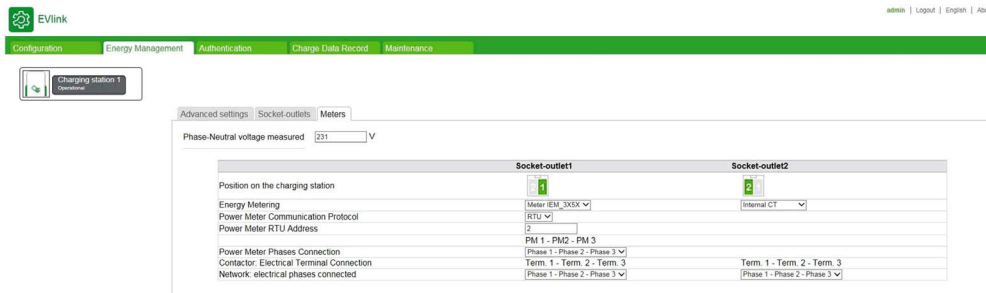 admin | Logout | English | Abo
EVlink
Configuration Energy Management Authentication Charge Data Record Maintenance
Charging station 1
Operational
Advanced settings Socket-outlets Meters
Phase-Neutral voltage measured 231 V
Socket-outlet1 Socket-outlet2
Position on the charging station 1 2
Energy Metering Meter IEM_3X5X Internal CT
Power Meter Communication Protocol RTU
Power Meter RTU Address 2
PM 1 - PM2 - PM 3
Power Meter Phases Connection Phase 1 - Phase 2 - Phase 3
Contactor: Electrical Terminal Connection Term. 1 - Term. 2 - Term. 3 Term. 1 - Term. 2 - Term. 3
Network: electrical phases connected Phase 1 - Phase 2 - Phase 3 Phase 1 - Phase 2 - Phase 3